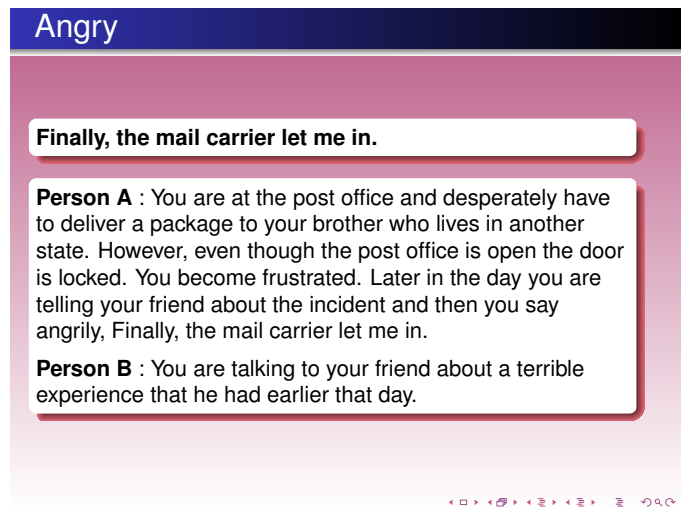 Angry
Finally, the mail carrier let me in.
Person A : You are at the post office and desperately have
to deliver a package to your brother who lives in another
state. However, even though the post office is open the door
is locked. You become frustrated. Later in the day you are
telling your friend about the incident and then you say
angrily, Finally, the mail carrier let me in.
Person B : You are talking to your friend about a terrible
experience that he had earlier that day.